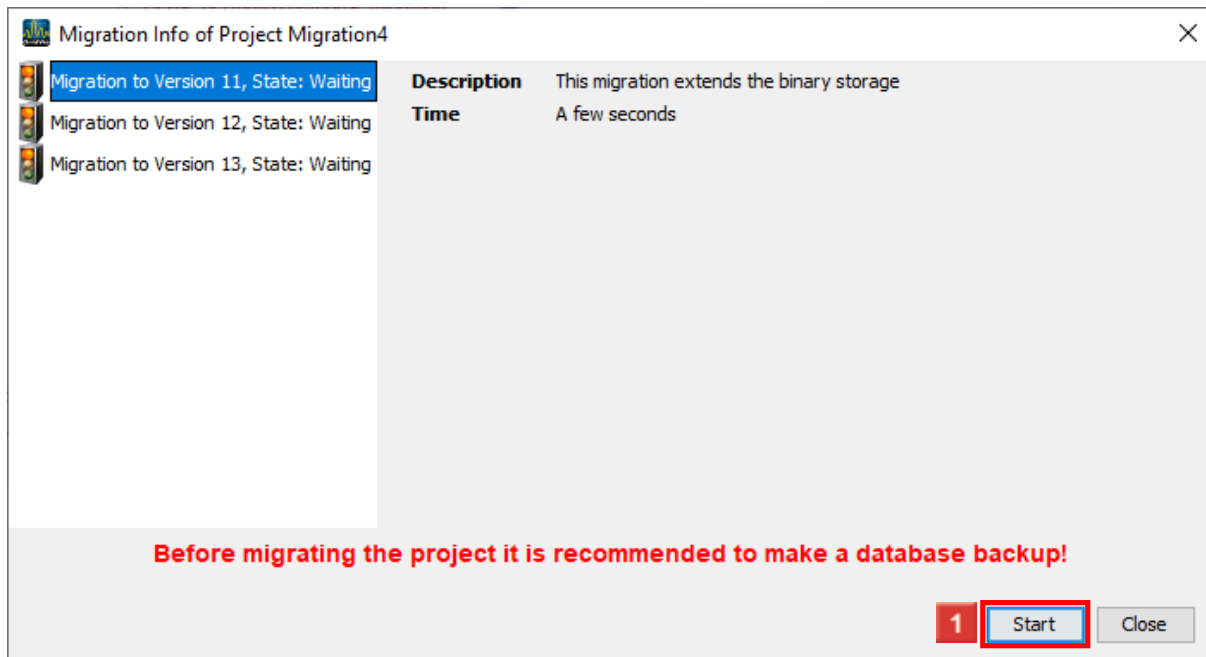 Migration Info of Project Migration4
Migration to Version 11, State: Waiting
Migration to Version 12, State: Waiting
Migration to Version 13, State: Waiting
Description This migration extends the binary storage
Time A few seconds
Before migrating the project it is recommended to make a database backup!
1 Start Close